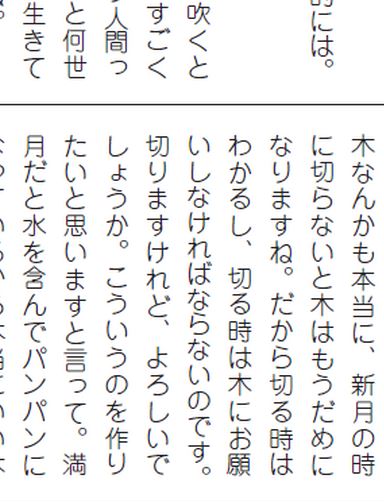 的には。
吹くと
すごく
人間っ
と何世
生きて
木なんかも本当に、新月の時
に切らないと木はもうだめに
なりますね。だから切る時は
わかるし、切る時は木にお願
いしなければならないのです。
切りますけれど、よろしいで
しょうか。こういうのを作り
たいと思いますと言って。満
月だと水を含んでパンパンに